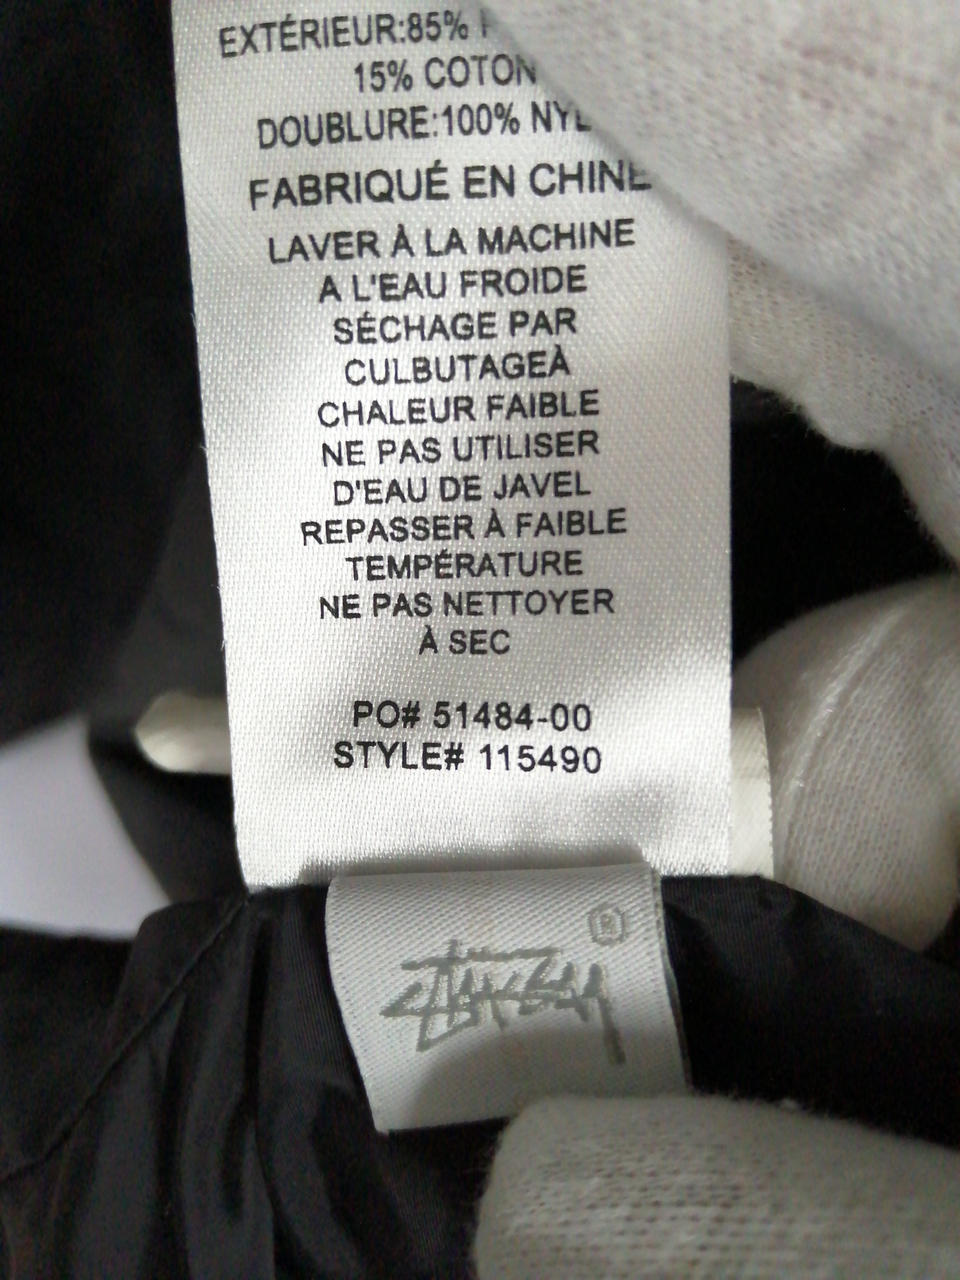 EXTÉRIEUR:85%
15% COTON
DOUBLURE:100%
FABRIQUÉ EN CHINE
LAVER À LA MACHINE
A L'EAU FROIDE
SÉCHAGE PAR
CULBUTAGEÀ
CHALEUR FAIBLE
NE PAS UTILISER
D'EAU DE JAVEL
REPASSER À FAIBLE
TEMPÉRATURE
NE PAS NETTOYER
À SEC
PO# 51484-00
STYLE# 115490
®
STÜSSY